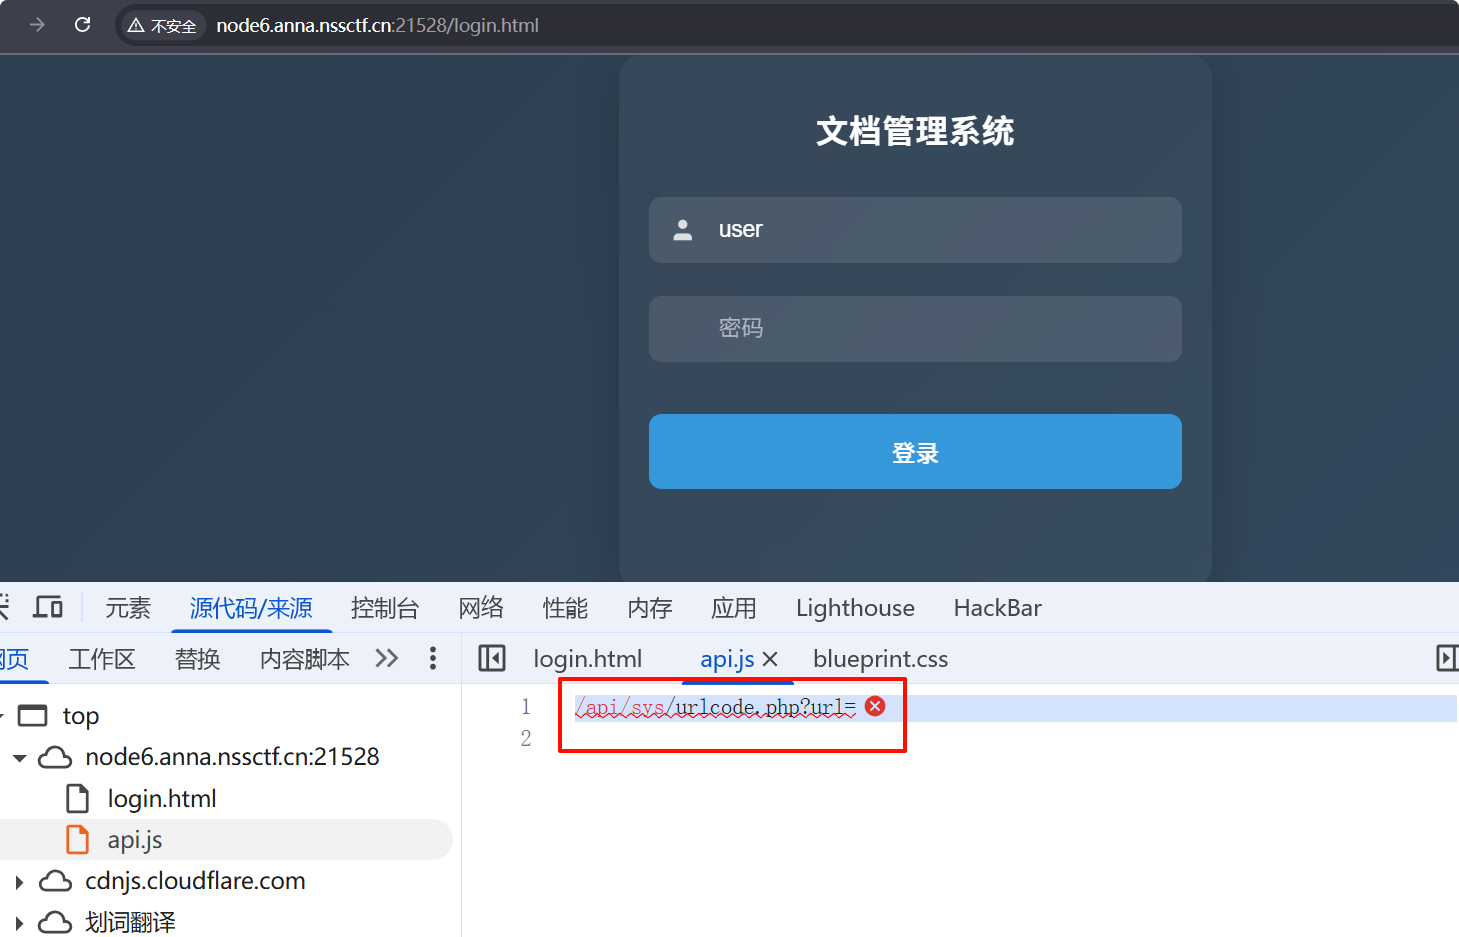 不安全 node6.anna.nssctf.cn:21528/login.html
文档管理系统
user
密码
登录
元素 源代码/来源 控制台 网络 性能 内存 应用 Lighthouse HackBar
网页 工作区 替换 内容脚本 login.html api.js blueprint.css
1 /api/sys/urlcode.php?url=
2
top
node6.anna.nssctf.cn:21528
login.html
api.js
cdnjs.cloudflare.com
划词翻译